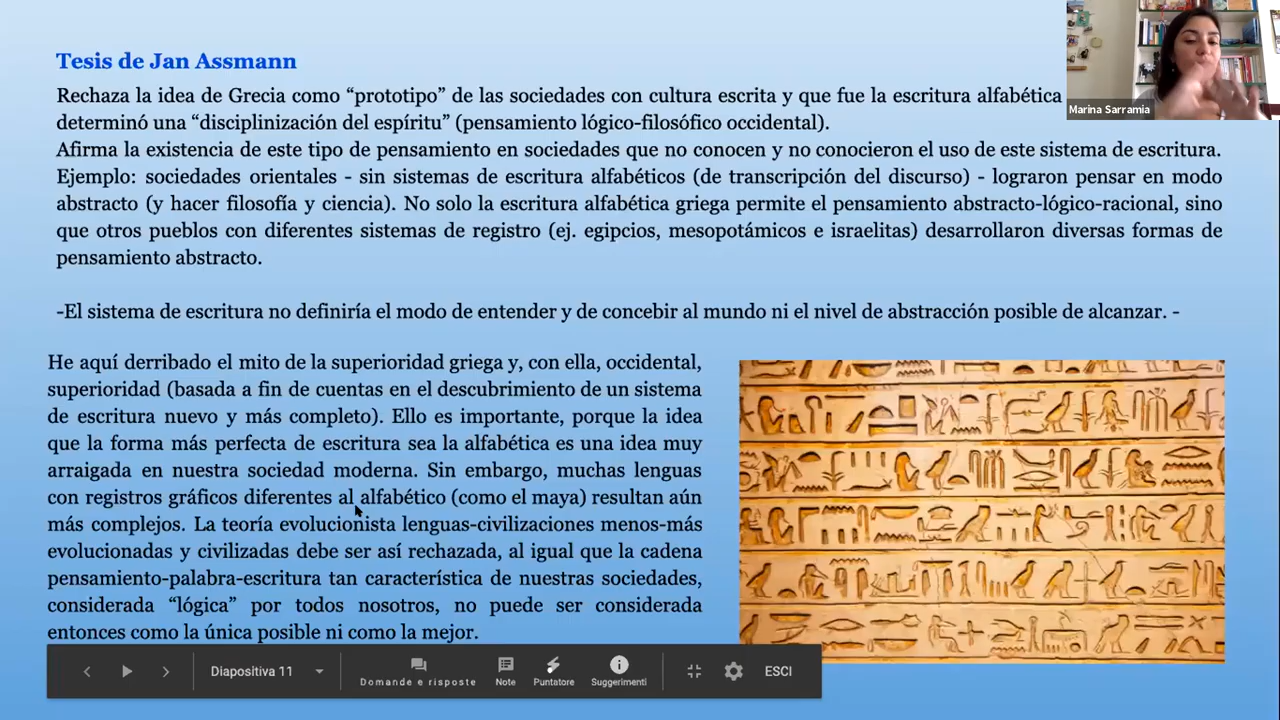 Tesis de Jan Assmann
Rechaza la idea de Grecia como “prototipo” de las sociedades con cultura escrita y que fue la escritura alfabética
determinó una “disciplinización del espíritu” (pensamiento lógico-filosófico occidental).
Afirma la existencia de este tipo de pensamiento en sociedades que no conocen y no conocieron el uso de este sistema de escritura.
Ejemplo: sociedades orientales - sin sistemas de escritura alfabéticos (de transcripción del discurso) - lograron pensar en modo
abstracto (y hacer filosofía y ciencia). No solo la escritura alfabética griega permite el pensamiento abstracto-lógico-racional, sino
que otros pueblos con diferentes sistemas de registro (ej. egipcios, mesopotámicos e israelitas) desarrollaron diversas formas de
pensamiento abstracto.
-El sistema de escritura no definiría el modo de entender y de concebir al mundo ni el nivel de abstracción posible de alcanzar. -
He aquí derribado el mito de la superioridad griega y, con ella, occidental,
superioridad (basada a fin de cuentas en el descubrimiento de un sistema
de escritura nuevo y más completo). Ello es importante, porque la idea
que la forma más perfecta de escritura sea la alfabética es una idea muy
arraigada en nuestra sociedad moderna. Sin embargo, muchas lenguas
con registros gráficos diferentes al alfabético (como el maya) resultan aún
más complejos. La teoría evolucionista lenguas-civilizaciones menos-más
evolucionadas y civilizadas debe ser así rechazada, al igual que la cadena
pensamiento-palabra-escritura tan característica de nuestras sociedades,
considerada “lógica” por todos nosotros, no puede ser considerada
entonces como la única posible ni como la mejor.
Marina Sarramia
Diapositiva 11
Domande e risposte
Note
Puntatore
Suggerimenti
ESCI